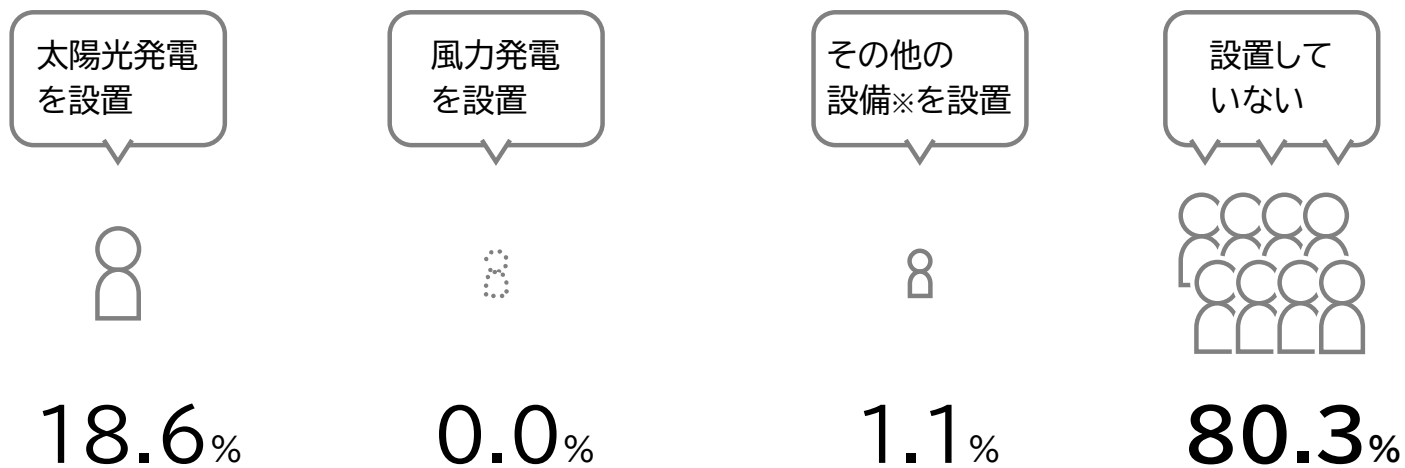 太陽光発電
を設置
風力発電
を設置
その他の
設備※を設置
設置して
いない
18.6%
0.0%
1.1%
80.3%